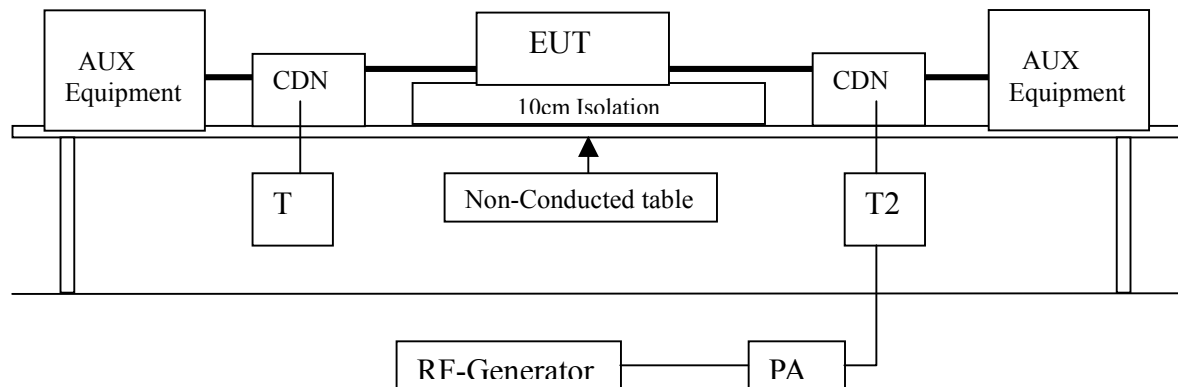 AUX
Equipment
CDN
EUT
10cm Isolation
CDN
AUX
Equipment
T
Non-Conducted table
T2
RF-Generator
PA